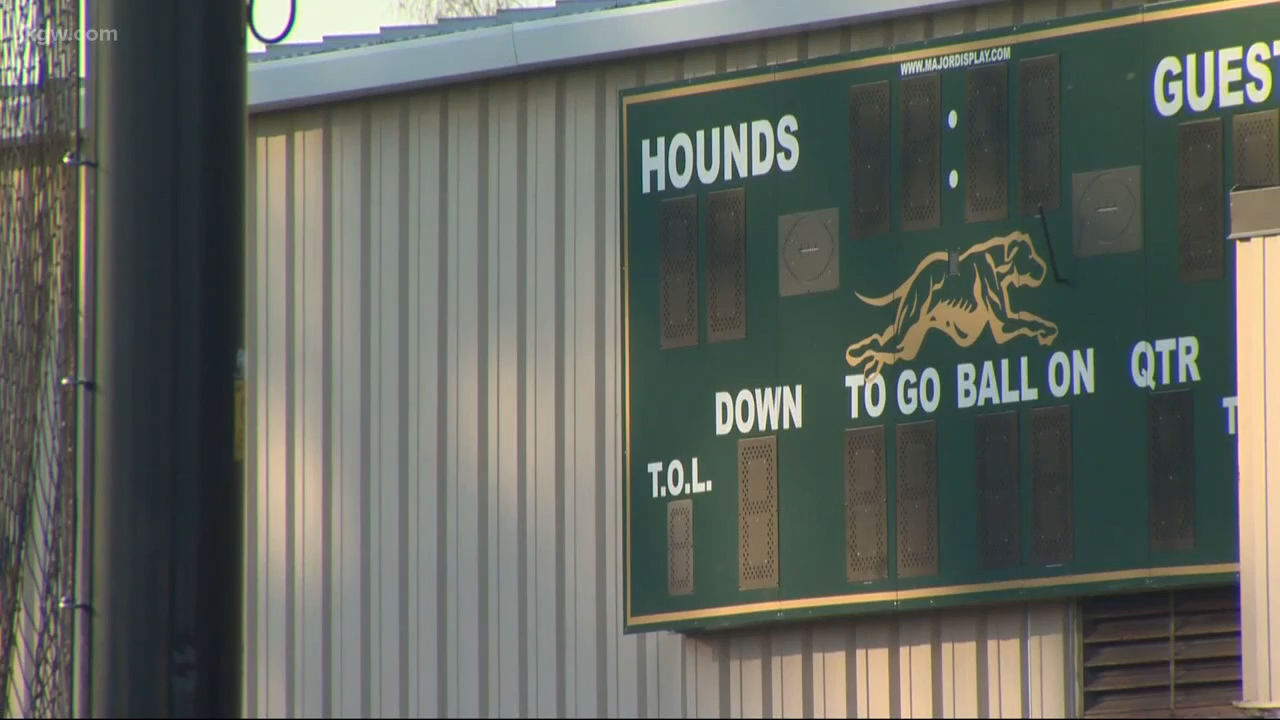 kgw.com
WWW.MAJORDISPLAY.COM
HOUNDS
:
GUEST
DOWN
TO GO
BALL ON
QTR
T.O.L.
T